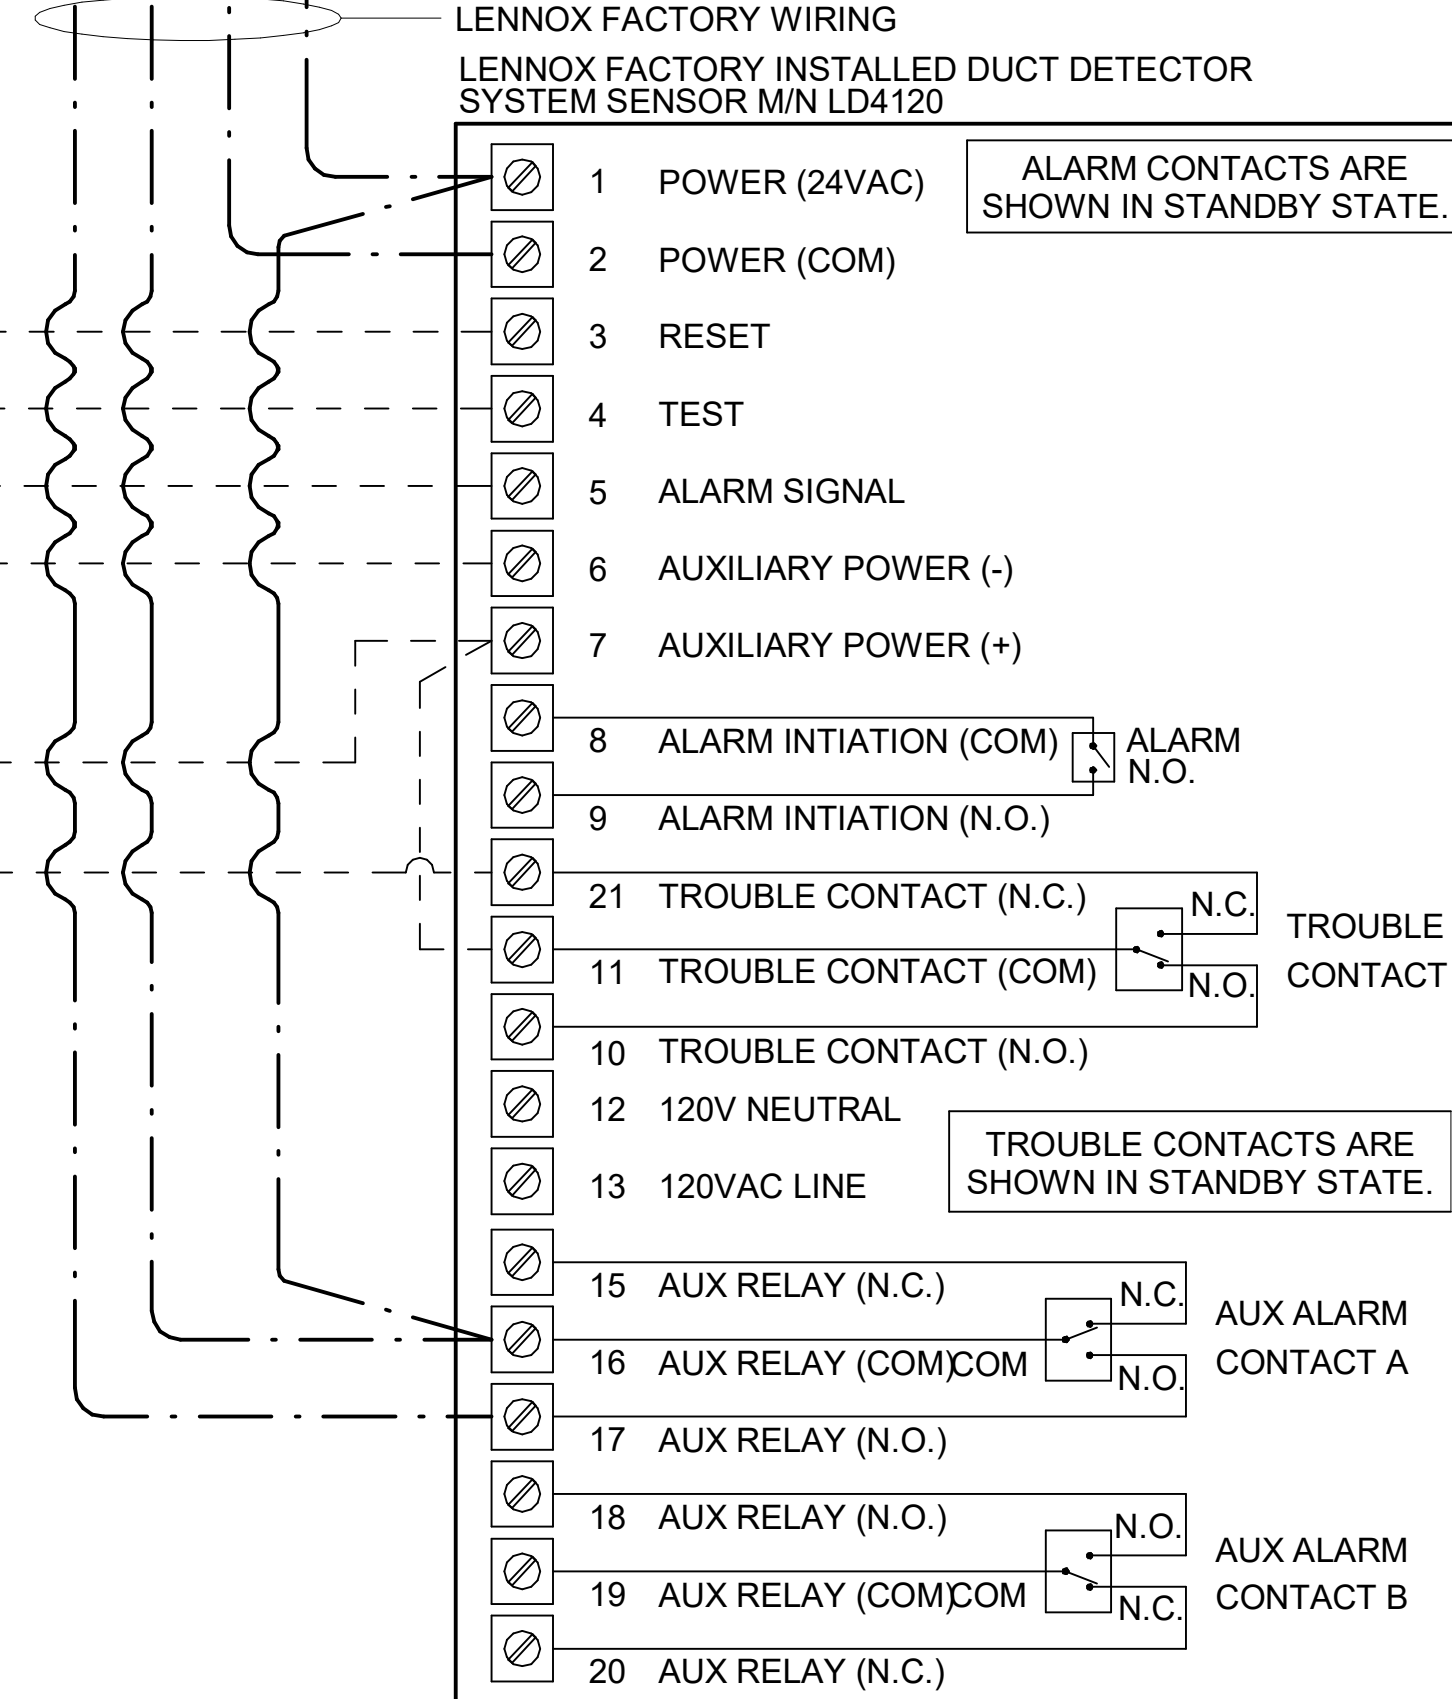 LENNOX FACTORY WIRING
LENNOX FACTORY INSTALLED DUCT DETECTOR
SYSTEM SENSOR M/N LD4120
1 POWER (24VAC)
ALARM CONTACTS ARE
SHOWN IN STANDBY STATE.
2 POWER (COM)
3 RESET
4 TEST
5 ALARM SIGNAL
6 AUXILIARY POWER (-)
7 AUXILIARY POWER (+)
8 ALARM INTIATION (COM)
ALARM
N.O.
9 ALARM INTIATION (N.O.)
21 TROUBLE CONTACT (N.C.)
N.C.
TROUBLE
CONTACT
11 TROUBLE CONTACT (COM)
N.O.
10 TROUBLE CONTACT (N.O.)
12 120V NEUTRAL
TROUBLE CONTACTS ARE
SHOWN IN STANDBY STATE.
13 120VAC LINE
15 AUX RELAY (N.C.)
N.C.
AUX ALARM
CONTACT A
16 AUX RELAY (COM)COM
N.O.
17 AUX RELAY (N.O.)
18 AUX RELAY (N.O.)
N.O.
AUX ALARM
CONTACT B
19 AUX RELAY (COM)COM
N.C.
20 AUX RELAY (N.C.)